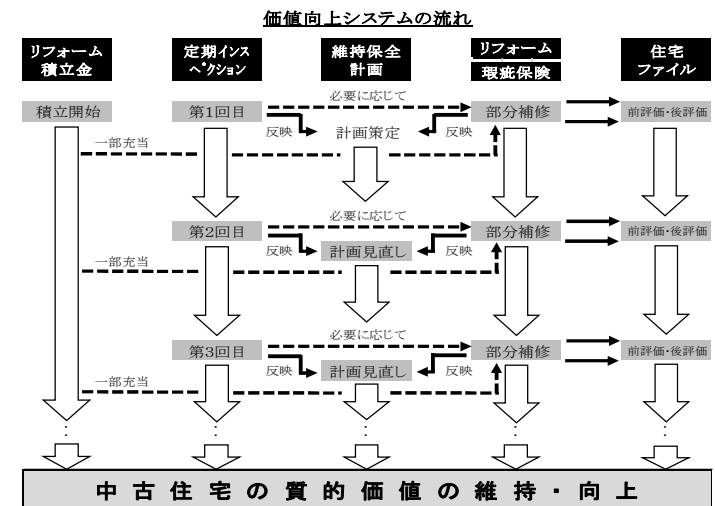 価値向上システムの流れ
リフォーム
積立金
定期インス
ペクション
維持保全
計画
リフォーム
瑕疵保険
住宅
ファイル
積立開始
第1回目
必要に応じて
部分補修
前評価・後評価
反映
計画策定
反映
一部充当
第2回目
必要に応じて
部分補修
前評価・後評価
反映
計画見直し
反映
一部充当
第3回目
必要に応じて
部分補修
前評価・後評価
反映
計画見直し
反映
一部充当
中古住宅の質的価値の維持・向上